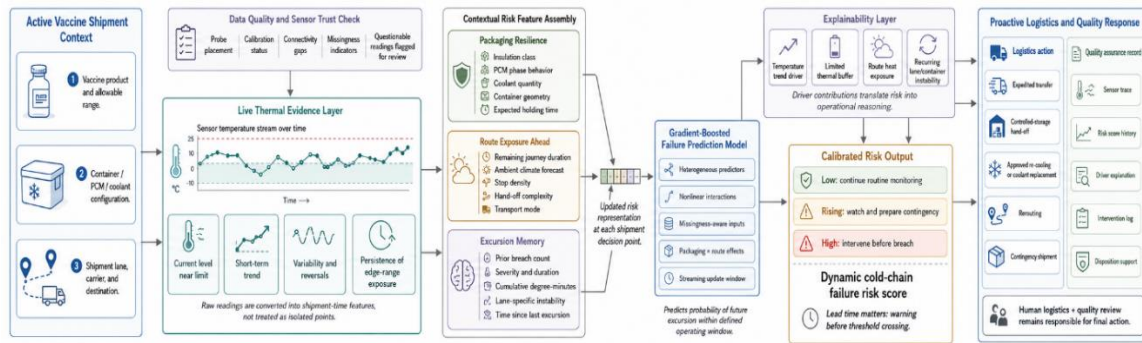 Active Vaccine Shipment
Context
1
Vaccine product
and allowable
range.
2
Container /
PCM / coolant
configuration.
3
Shipment lane,
carrier, and
destination.
Data Quality and Sensor Trust Check
Probe
placement
Calibration
status
Connectivity
gaps
Missingness
indicators
Questionable
readings flagged
for review
Live Thermal Evidence Layer
Sensor temperature stream over time
°C
Time
Current level
near limit
Short-term
trend
Variability and
reversals
Persistence of
edge-range
exposure
Raw readings are converted into shipment-time features,
not treated as isolated points.
Contextual Risk Feature Assembly
Packaging Resilience
Insulation class
PCM phase behavior
Coolant quantity
Container geometry
Expected holding time
Route Exposure Ahead
Remaining journey duration
Ambient climate forecast
Stop density
Hand-off complexity
Transport mode
Excursion Memory
Prior breach count
Severity and duration
Cumulative degree-minutes
Lane-specific instability
Time since last excursion
Updated risk
representation
at each shipment
decision point.
Gradient-Boosted
Failure Prediction Model
Heterogeneous predictors
Nonlinear interactions
Missingness-aware inputs
Packaging + route effects
Streaming update window
Predicts probability of future
excursion within defined
operating window.
Explainability Layer
Temperature
trend driver
Limited
thermal buffer
Route heat
exposure
Recurring
lane/container
instability
Driver contributions translate risk into
operational reasoning.
Calibrated Risk Output
Low: continue routine monitoring
Rising: watch and prepare contingency
High: intervene before breach
Dynamic cold-chain
failure risk score
Lead time matters: warning
before threshold crossing.
Proactive Logistics and Quality Response
Logistics action
Expedited transfer
Controlled-storage
hand-off
Approved re-cooling
or coolant replacement
Rerouting
Contingency shipment
Quality assurance record
Sensor trace
Risk score history
Driver explanation
Intervention log
Disposition support
Human logistics + quality review
remains responsible for final action.